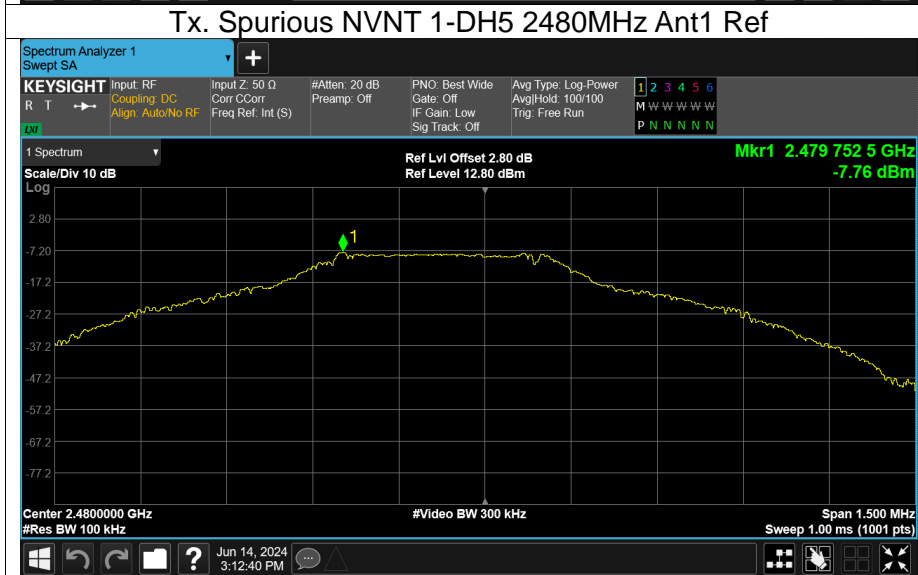 Tx. Spurious NVNT 1-DH5 2480MHz Ant1 Ref
Spectrum Analyzer 1
Swept SA
+
KEYSIGHT
R T
LXI
Input: RF
Coupling: DC
Align: Auto/No RF
Input Z: 50 Ω
Corr CCorr
Freq Ref: Int (S)
#Atten: 20 dB
Preamp: Off
PNO: Best Wide
Gate: Off
IF Gain: Low
Sig Track: Off
Avg Type: Log-Power
Avg|Hold: 100/100
Trig: Free Run
1 2 3 4 5 6
M W W W W W
P N N N N N
1 Spectrum
Scale/Div 10 dB
Ref Lvl Offset 2.80 dB
Ref Level 12.80 dBm
Mkr1 2.479 752 5 GHz
-7.76 dBm
Log
2.80
-7.20
-17.2
-27.2
-37.2
-47.2
-57.2
-67.2
-77.2
1
Center 2.4800000 GHz
#Res BW 100 kHz
#Video BW 300 kHz
Span 1.500 MHz
Sweep 1.00 ms (1001 pts)
?
Jun 14, 2024
3:12:40 PM